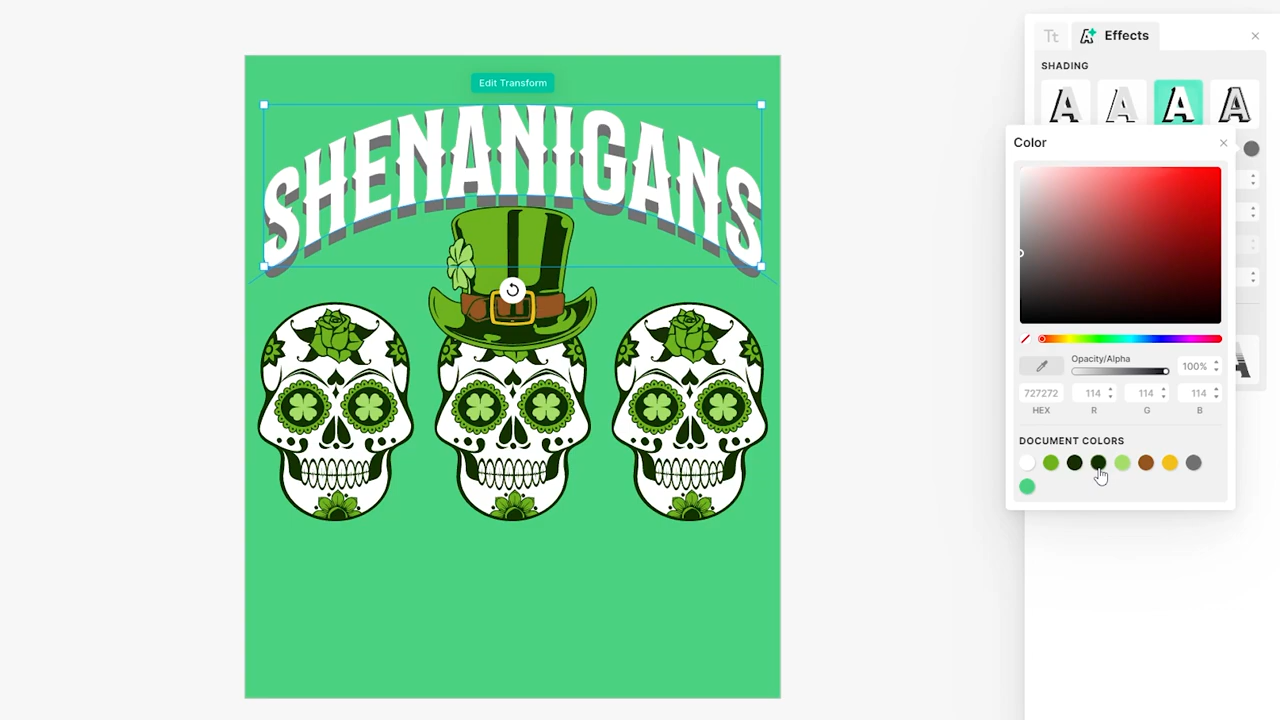 Tt
Effects
SHADING
Edit Transform
SHENANIGANS
Color
Opacity/Alpha
100%
727272
114
114
114
HEX
R
G
B
DOCUMENT COLORS